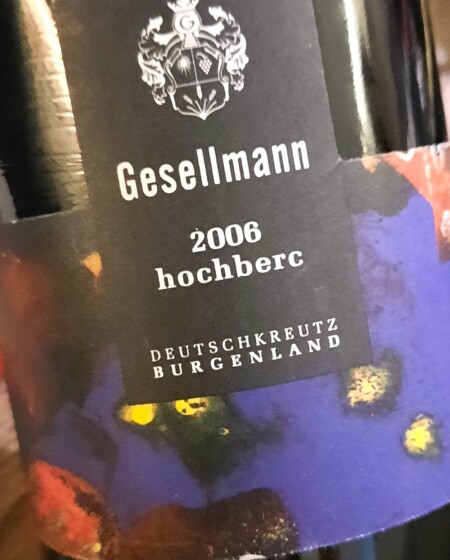 G
Gesellmann
2006
hochberc
DEUTSCHKREUTZ
BURGENLAND